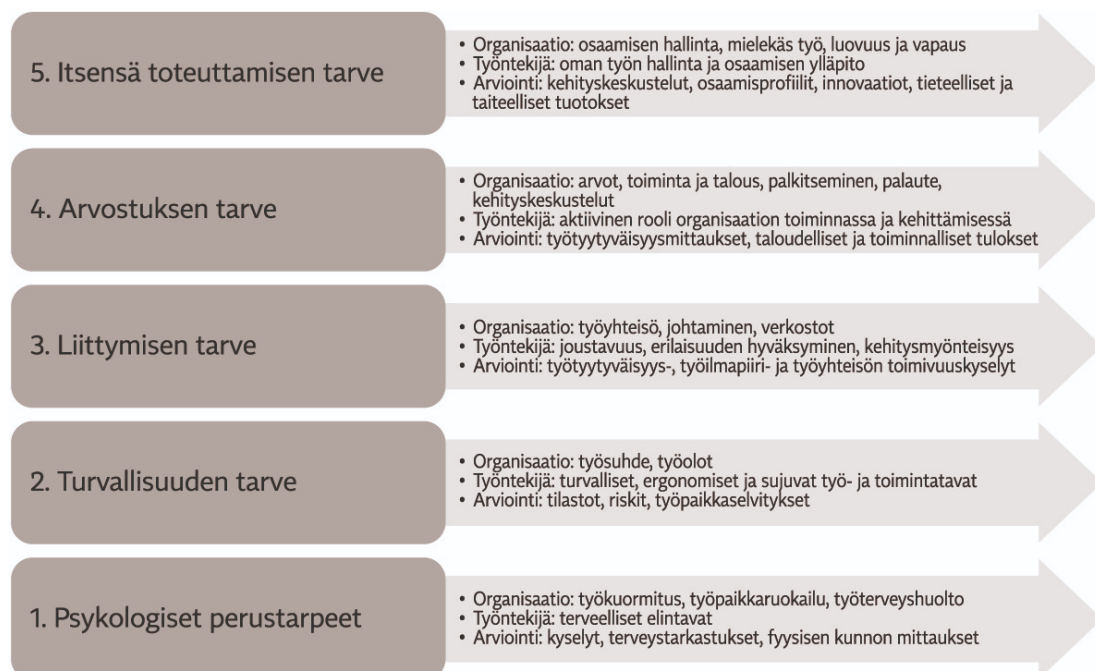 5. Itsensä toteuttamisen tarve
• Organisaatio: osaamisen hallinta, mielekäs työ, luovuus ja vapaus
• Työntekijä: oman työn hallinta ja osaamisen ylläpito
• Arviointi: kehityskeskustelut, osaamisprofiilit, innovaatiot, tieteelliset ja
taiteelliset tuotokset
4. Arvostuksen tarve
• Organisaatio: arvot, toiminta ja talous, palkitseminen, palaute,
kehityskeskustelut
• Työntekijä: aktiivinen rooli organisaation toiminnassa ja kehittämisessä
• Arviointi: työtyytyväisyysmittaukset, taloudelliset ja toiminnalliset tulokset
3. Liittymisen tarve
• Organisaatio: työyhteisö, johtaminen, verkostot
• Työntekijä: joustavuus, erilaisuuden hyväksyminen, kehitysmyönteisyys
• Arviointi: työtyytyväisyys-, työilmapiiri- ja työyhteisön toimivuuskyselyt
2. Turvallisuuden tarve
• Organisaatio: työsuhde, työolot
• Työntekijä: turvalliset, ergonomiset ja sujuvat työ- ja toimintatavat
• Arviointi: tilastot, riskit, työpaikkaselvitykset
1. Psykologiset perustarpeet
• Organisaatio: työkuormitus, työpaikkaruokailu, työterveyshuolto
• Työntekijä: terveelliset elintavat
• Arviointi: kyselyt, terveystarkastukset, fyysisen kunnon mittaukset